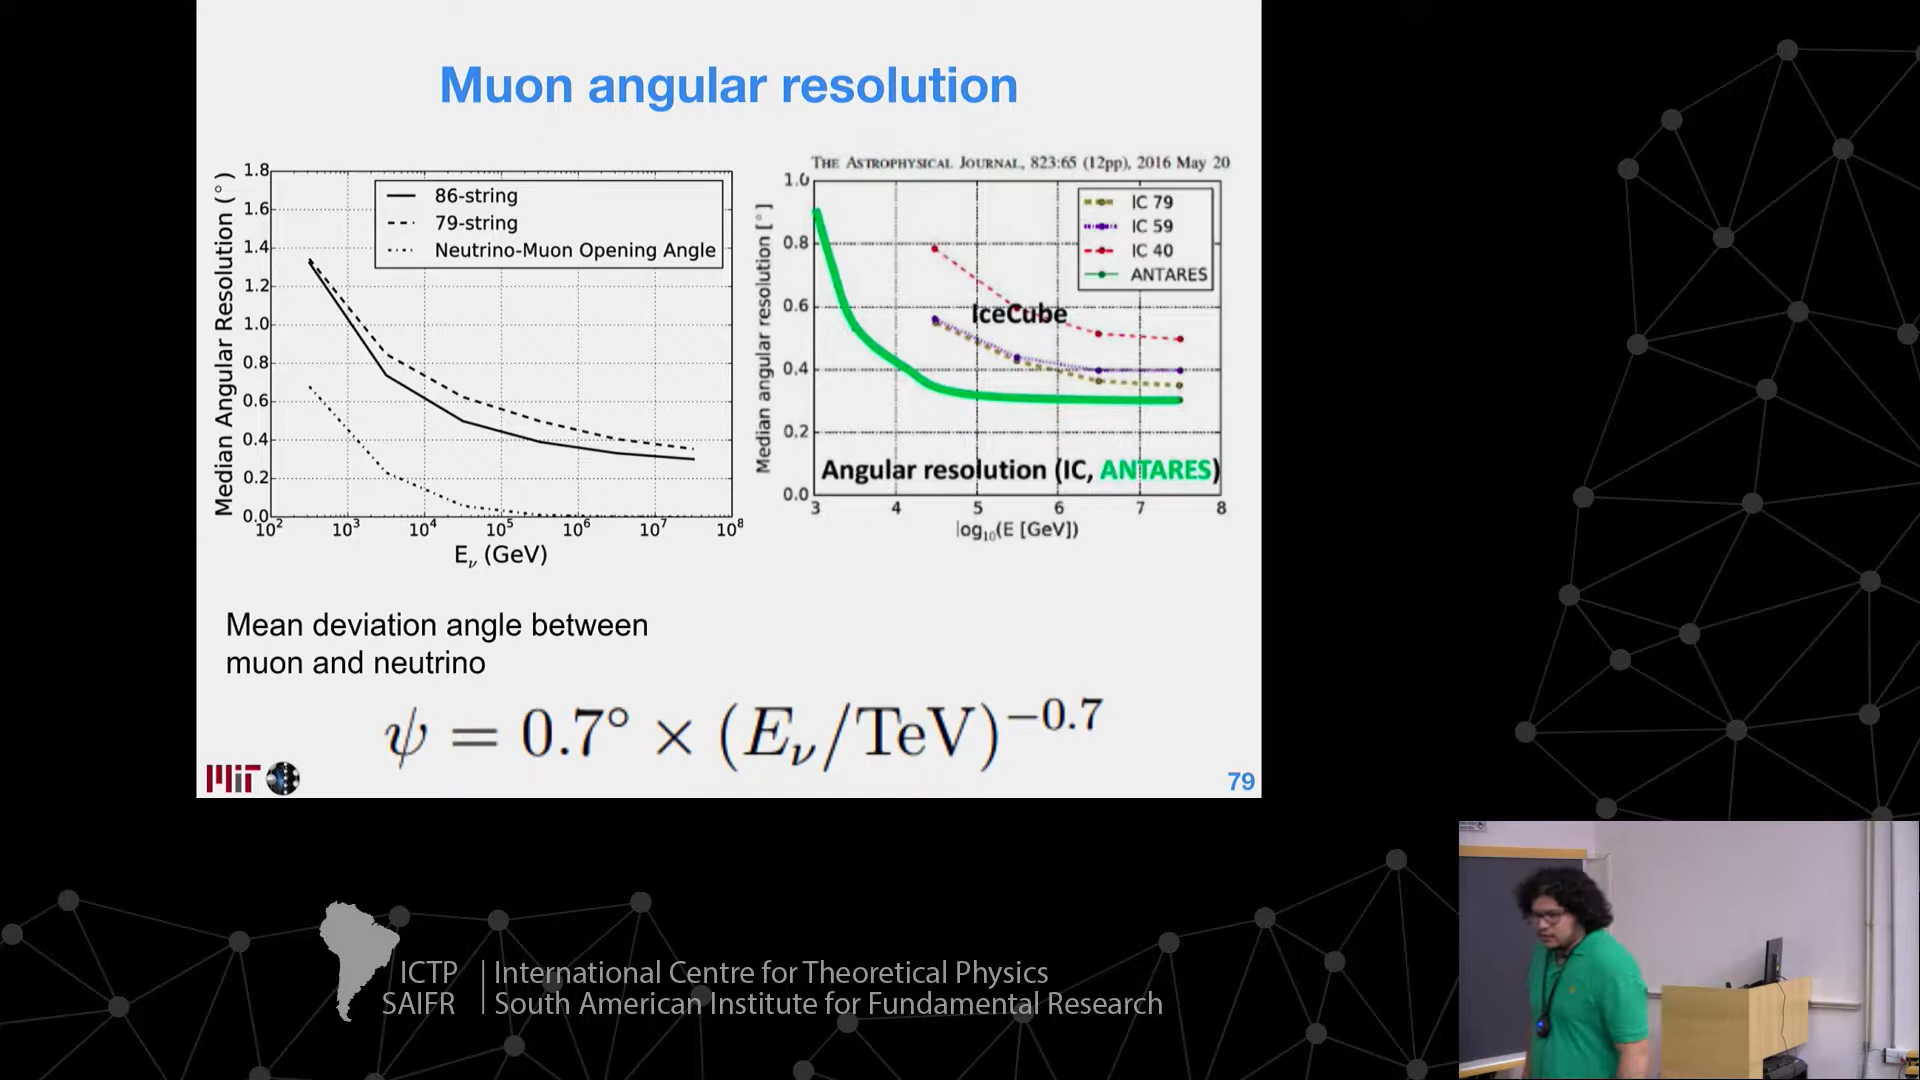 Muon angular resolution
Median Angular Resolution (°)
1.8
1.6
1.4
1.2
1.0
0.8
0.6
0.4
0.2
0.0
86-string
79-string
Neutrino-Muon Opening Angle
10² 10³ 10⁴ 10⁵ 10⁶ 10⁷ 10⁸
E_ν (GeV)
THE ASTROPHYSICAL JOURNAL, 823:65 (12pp), 2016 May 20
Median angular resolution [°]
1.0
0.8
0.6
0.4
0.2
0.0
IC 79
IC 59
IC 40
ANTARES
IceCube
Angular resolution (IC, ANTARES)
3 4 5 6 7 8
log₁₀(E [GeV])
Mean deviation angle between
muon and neutrino
ψ = 0.7° × (E_ν/TeV)^−0.7
MIT
79
ICTP | International Centre for Theoretical Physics
SAIFR | South American Institute for Fundamental Research